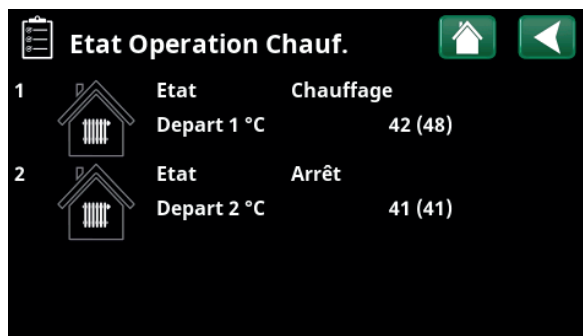 Etat Operation Chauf.
1 Etat Chauffage
Depart 1 °C 42 (48)
2 Etat Arrêt
Depart 2 °C 41 (41)